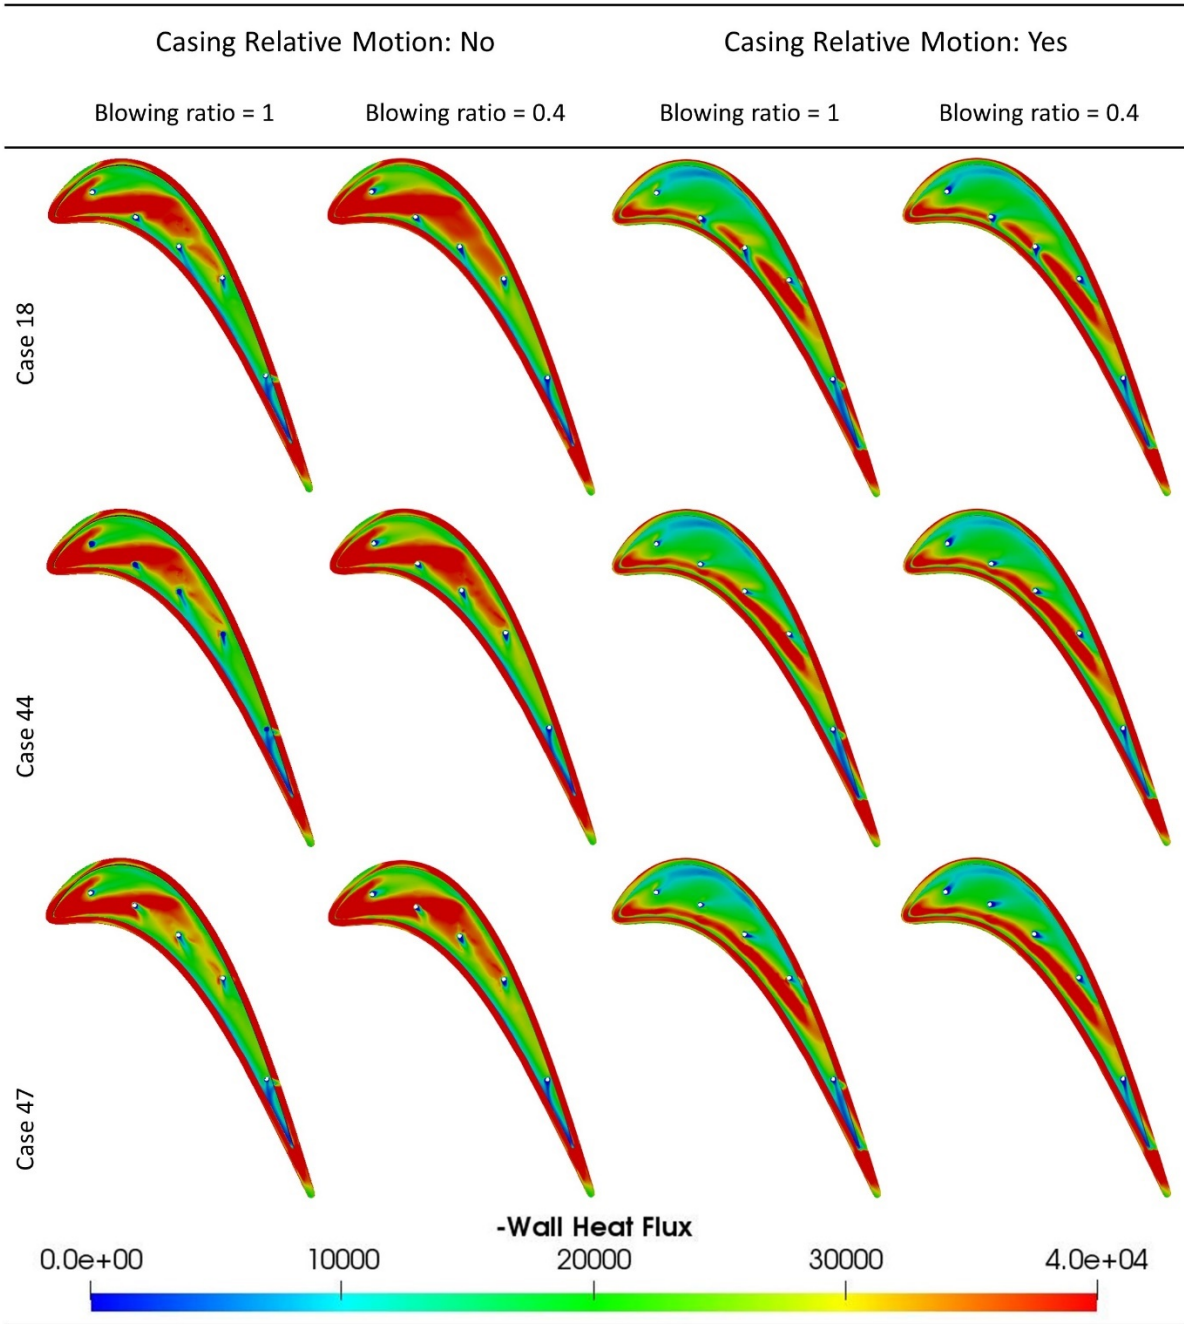 Casing Relative Motion: No
Casing Relative Motion: Yes
Blowing ratio = 1
Blowing ratio = 0.4
Blowing ratio = 1
Blowing ratio = 0.4
Case 18
Case 44
Case 47
-Wall Heat Flux
0.0e+00
10000
20000
30000
4.0e+04